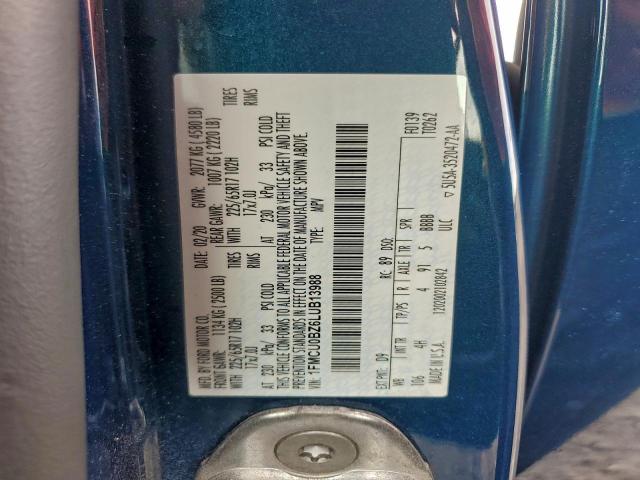 MFD. BY FORD MOTOR CO. DATE: 02/20 GVWR: 2077 KG ( 4580 LB)
FRONT GAWR: 1134 KG (2500 LB) REAR GAWR: 1007 KG ( 2220 LB)
WITH 225/65R17 102H TIRES WITH 225/65R17 102H TIRES
17x7.0J RIMS 17x7.0J RIMS
AT 230 kPa/ 33 PSI COLD AT 230 kPa/ 33 PSI COLD
THIS VEHICLE CONFORMS TO ALL APPLICABLE FEDERAL MOTOR VEHICLE SAFETY AND THEFT
PREVENTION STANDARDS IN EFFECT ON THE DATE OF MANUFACTURE SHOWN ABOVE.
VIN: 1FMCU0BZ6LUB13988
TYPE: MPV
F0139
T0262
EXT PNT: D9 RC: 89 DSO:
WB TP/PS R AXLE TR SPR
106 4H 4 91 5 BBBB
MADE IN U.S.A. ULC
1202002102842
5U5A-3520472-AA